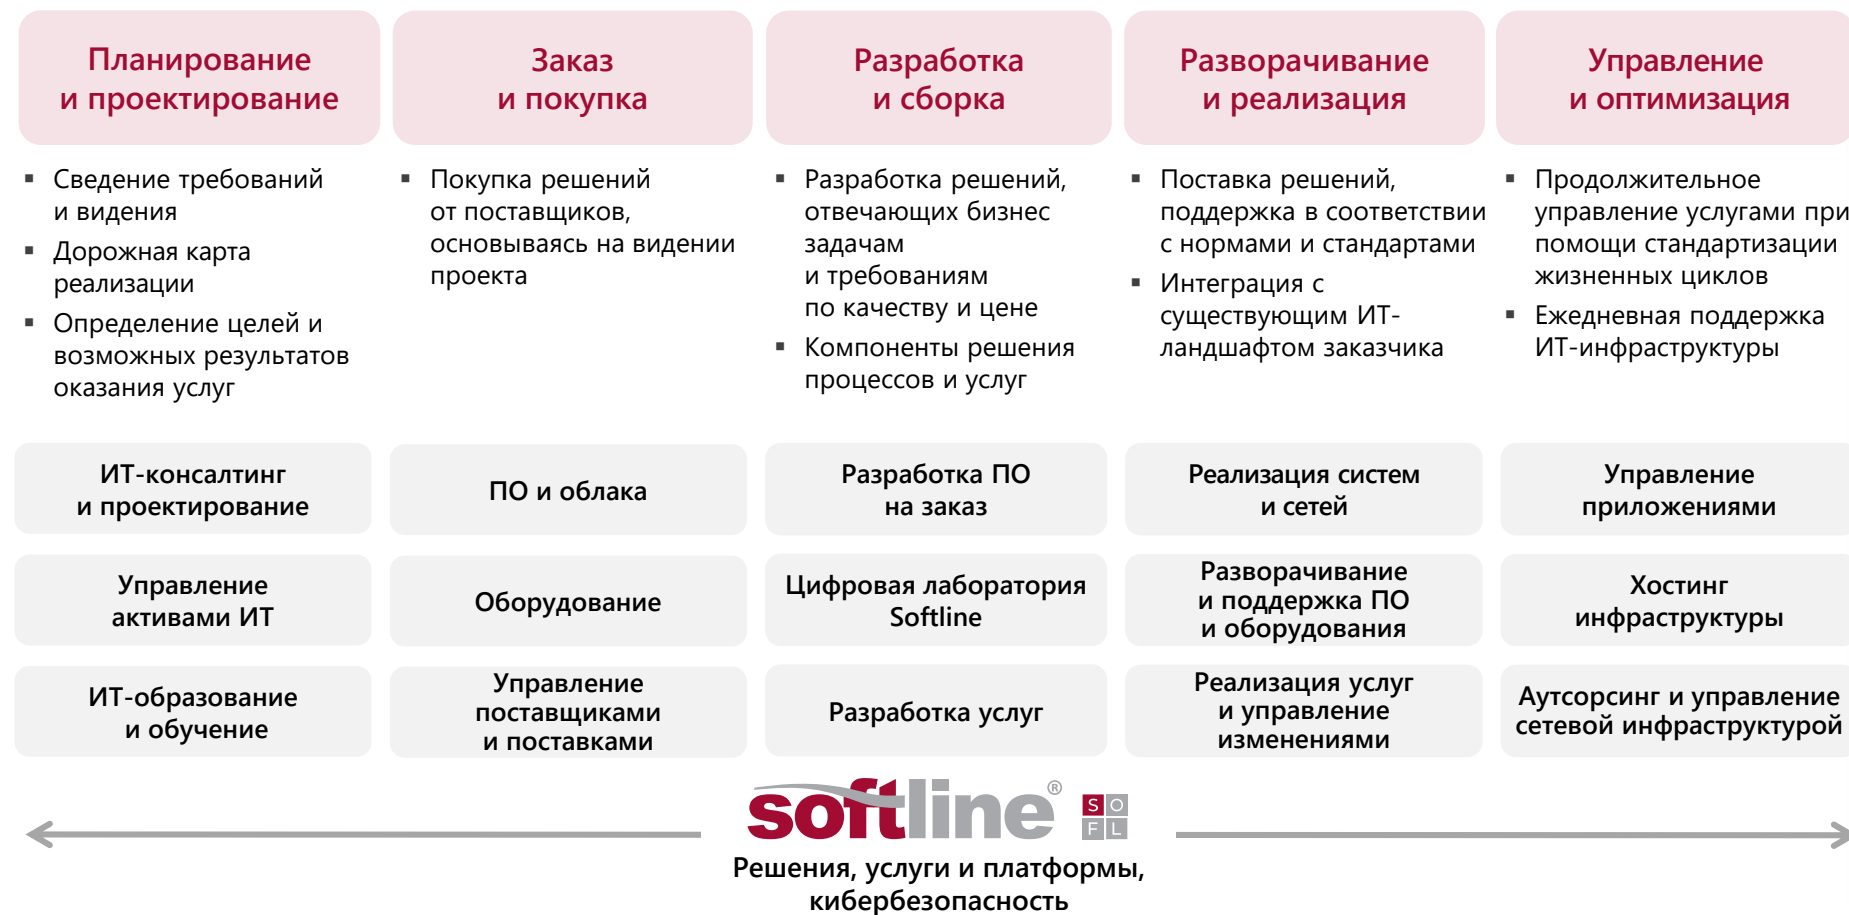 Планирование
и проектирование
Заказ
и покупка
Разработка
и сборка
Разворачивание
и реализация
Управление
и оптимизация
Сведение требований
и видения
Дорожная карта
реализации
Определение целей и
возможных результатов
оказания услуг
Покупка решений
от поставщиков,
основываясь на видении
проекта
Разработка решений,
отвечающих бизнес
задачам
и требованиям
по качеству и цене
Компоненты решения
процессов и услуг
Поставка решений,
поддержка в соответствии
с нормами и стандартами
Интеграция с
существующим ИТ-
ландшафтом заказчика
Продолжительное
управление услугами при
помощи стандартизации
жизненных циклов
Ежедневная поддержка
ИТ-инфраструктуры
ИТ-консалтинг
и проектирование
ПО и облака
Разработка ПО
на заказ
Реализация систем
и сетей
Управление
приложениями
Управление
активами ИТ
Оборудование
Цифровая лаборатория
Softline
Разворачивание
и поддержка ПО
и оборудования
Хостинг
инфраструктуры
ИТ-образование
и обучение
Управление
поставщиками
и поставками
Разработка услуг
Реализация услуг
и управление
изменениями
Аутсорсинг и управление
сетевой инфраструктурой
softline®
SO
FL
Решения, услуги и платформы,
кибербезопасность